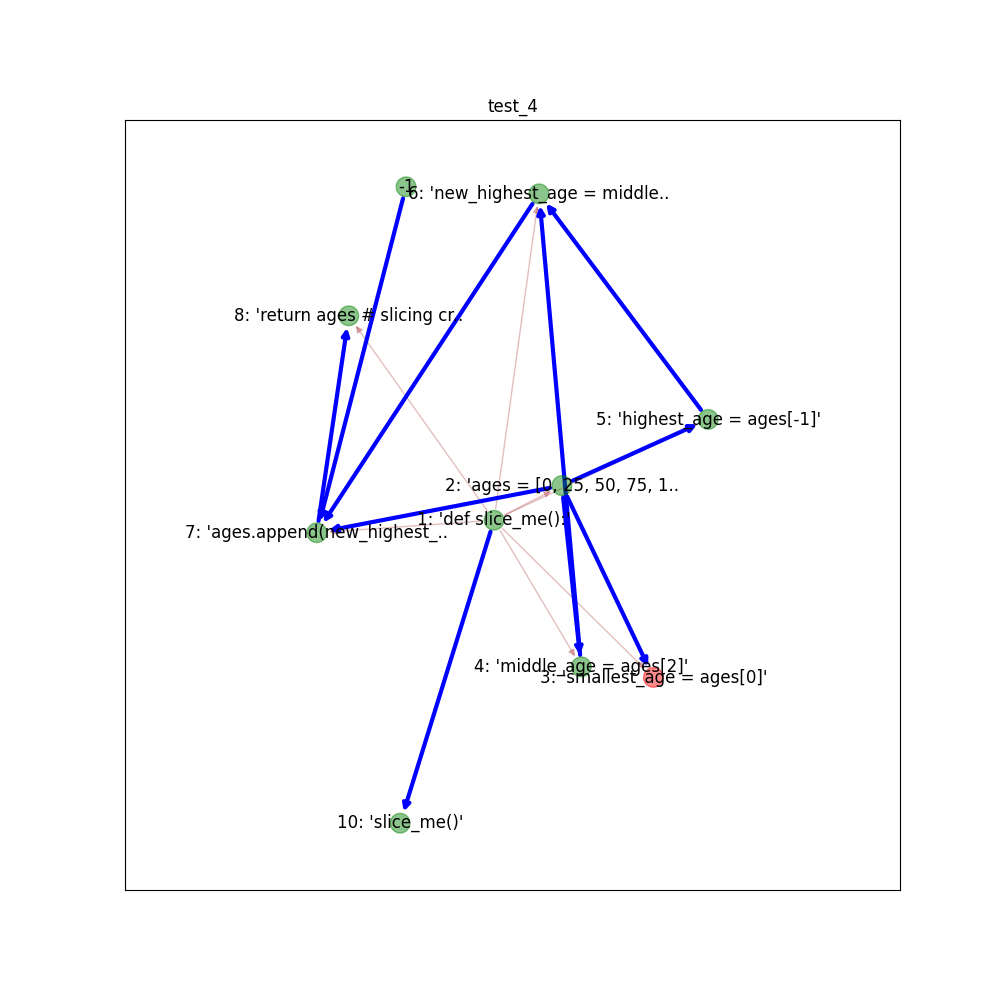 test_4
-1
6: 'new_highest_age = middle..
8: 'return ages # slicing cr..
5: 'highest_age = ages[-1]'
2: 'ages = [0, 25, 50, 75, 1..
1: 'def slice_me():'
7: 'ages.append(new_highest_..
4: 'middle_age = ages[2]'
3: 'smallest_age = ages[0]'
10: 'slice_me()'